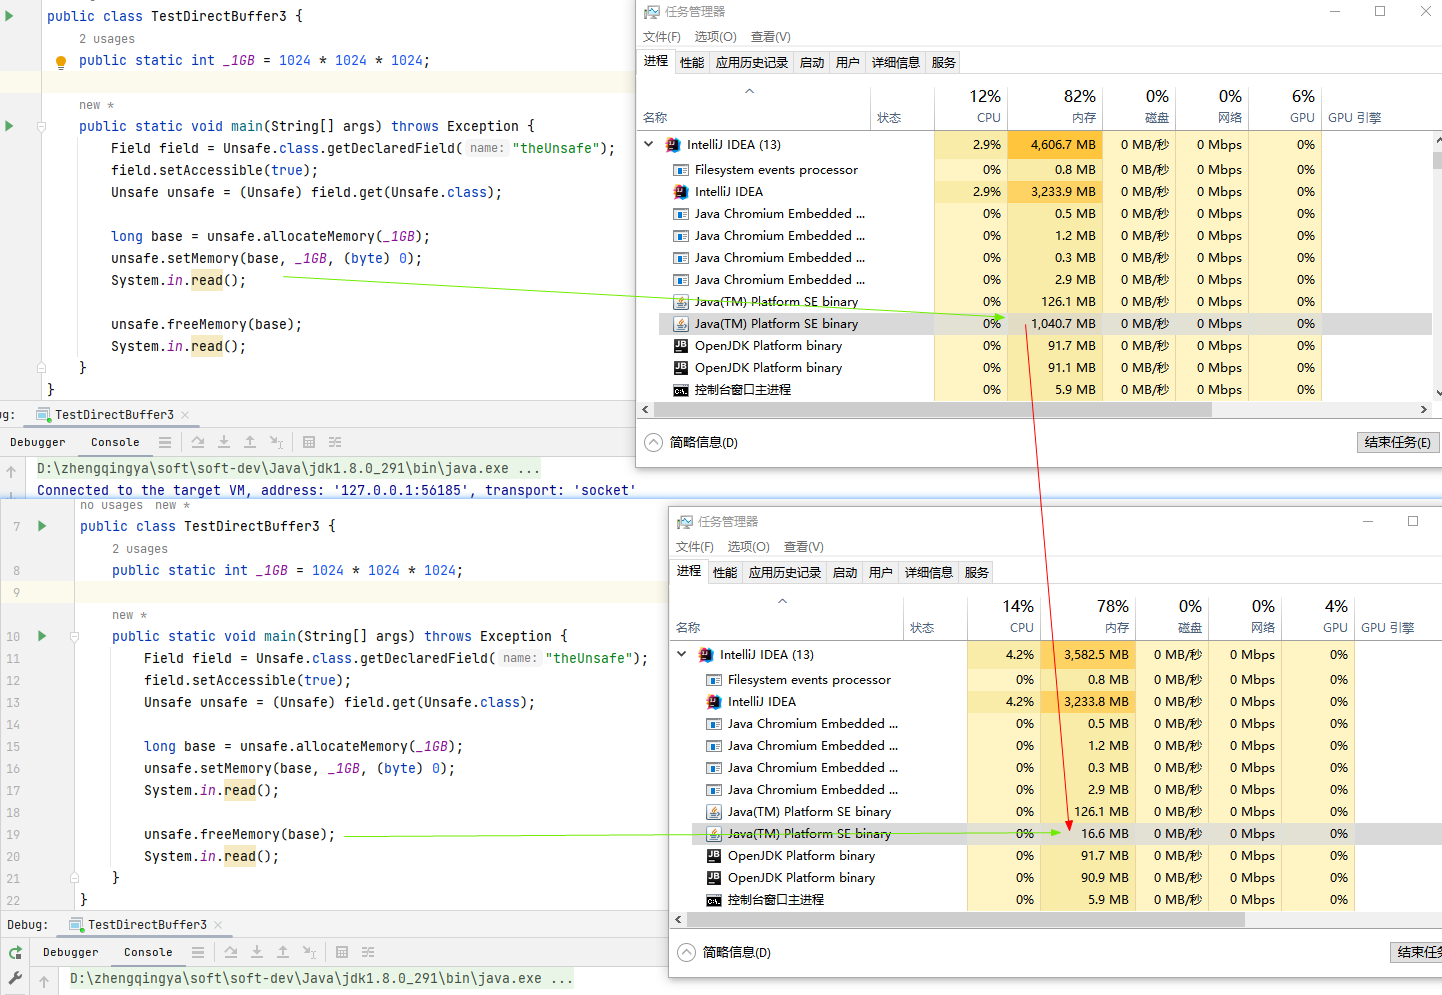 public class TestDirectBuffer3 {
2 usages
public static int _1GB = 1024 * 1024 * 1024;
new *
public static void main(String[] args) throws Exception {
Field field = Unsafe.class.getDeclaredField( name: "theUnsafe");
field.setAccessible(true);
Unsafe unsafe = (Unsafe) field.get(Unsafe.class);
long base = unsafe.allocateMemory(_1GB);
unsafe.setMemory(base, _1GB, (byte) 0);
System.in.read();
unsafe.freeMemory(base);
System.in.read();
}
}
TestDirectBuffer3
Debugger Console
D:\zhengqingya\soft\soft-dev\Java\jdk1.8.0_291\bin\java.exe ...
Connected to the target VM, address: '127.0.0.1:56185', transport: 'socket'
任务管理器
文件(F) 选项(O) 查看(V)
进程 性能 应用历史记录 启动 用户 详细信息 服务
12% 82% 0% 0% 6%
名称 状态 CPU 内存 磁盘 网络 GPU GPU 引擎
IntelliJ IDEA (13) 2.9% 4,606.7 MB 0 MB/秒 0 Mbps 0%
Filesystem events processor 0% 0.8 MB 0 MB/秒 0 Mbps 0%
IntelliJ IDEA 2.9% 3,233.9 MB 0 MB/秒 0 Mbps 0%
Java Chromium Embedded ... 0% 0.5 MB 0 MB/秒 0 Mbps 0%
Java Chromium Embedded ... 0% 1.2 MB 0 MB/秒 0 Mbps 0%
Java Chromium Embedded ... 0% 0.3 MB 0 MB/秒 0 Mbps 0%
Java Chromium Embedded ... 0% 2.9 MB 0 MB/秒 0 Mbps 0%
Java(TM) Platform SE binary 0% 126.1 MB 0 MB/秒 0 Mbps 0%
Java(TM) Platform SE binary 0% 1,040.7 MB 0 MB/秒 0 Mbps 0%
OpenJDK Platform binary 0% 91.7 MB 0 MB/秒 0 Mbps 0%
OpenJDK Platform binary 0% 91.1 MB 0 MB/秒 0 Mbps 0%
控制台窗口主进程 0% 5.9 MB 0 MB/秒 0 Mbps 0%
简略信息(D) 结束任务(E)
no usages new *
7 public class TestDirectBuffer3 {
2 usages
8 public static int _1GB = 1024 * 1024 * 1024;
9
new *
10 public static void main(String[] args) throws Exception {
11 Field field = Unsafe.class.getDeclaredField( name: "theUnsafe");
12 field.setAccessible(true);
13 Unsafe unsafe = (Unsafe) field.get(Unsafe.class);
14
15 long base = unsafe.allocateMemory(_1GB);
16 unsafe.setMemory(base, _1GB, (byte) 0);
17 System.in.read();
18
19 unsafe.freeMemory(base);
20 System.in.read();
21 }
22 }
Debug: TestDirectBuffer3
Debugger Console
D:\zhengqingya\soft\soft-dev\Java\jdk1.8.0_291\bin\java.exe ...
任务管理器
文件(F) 选项(O) 查看(V)
进程 性能 应用历史记录 启动 用户 详细信息 服务
14% 78% 0% 0% 4%
名称 状态 CPU 内存 磁盘 网络 GPU GPU 引擎
IntelliJ IDEA (13) 4.2% 3,582.5 MB 0 MB/秒 0 Mbps 0%
Filesystem events processor 0% 0.8 MB 0 MB/秒 0 Mbps 0%
IntelliJ IDEA 4.2% 3,233.8 MB 0 MB/秒 0 Mbps 0%
Java Chromium Embedded ... 0% 0.5 MB 0 MB/秒 0 Mbps 0%
Java Chromium Embedded ... 0% 1.2 MB 0 MB/秒 0 Mbps 0%
Java Chromium Embedded ... 0% 0.3 MB 0 MB/秒 0 Mbps 0%
Java Chromium Embedded ... 0% 2.9 MB 0 MB/秒 0 Mbps 0%
Java(TM) Platform SE binary 0% 126.1 MB 0 MB/秒 0 Mbps 0%
Java(TM) Platform SE binary 0% 16.6 MB 0 MB/秒 0 Mbps 0%
OpenJDK Platform binary 0% 91.7 MB 0 MB/秒 0 Mbps 0%
OpenJDK Platform binary 0% 90.9 MB 0 MB/秒 0 Mbps 0%
控制台窗口主进程 0% 5.9 MB 0 MB/秒 0 Mbps 0%
简略信息(D) 结束任